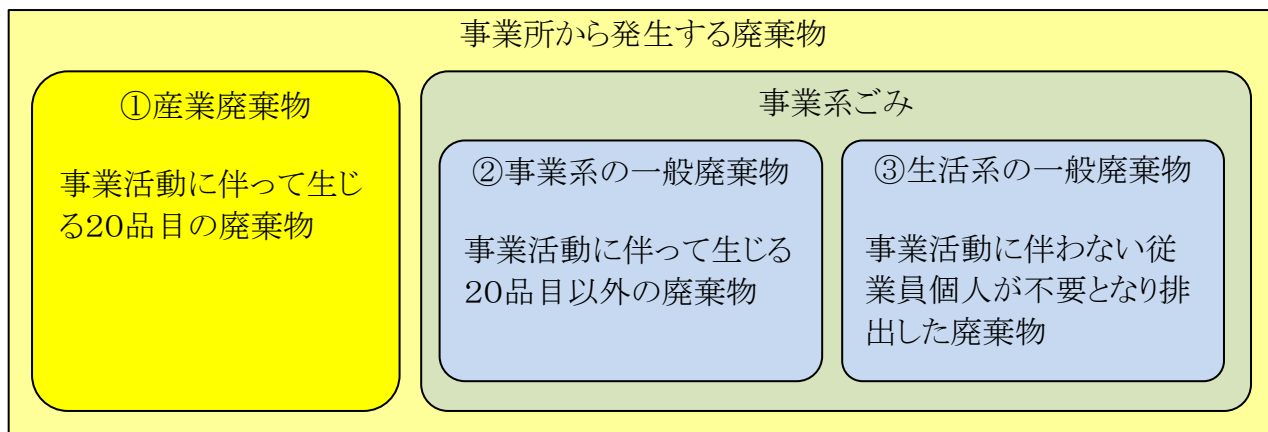 事業所から発生する廃棄物
①産業廃棄物
事業活動に伴って生じ
る20品目の廃棄物
事業系ごみ
②事業系の一般廃棄物
事業活動に伴って生じる
20品目以外の廃棄物
③生活系の一般廃棄物
事業活動に伴わない従
業員個人が不要となり排
出した廃棄物